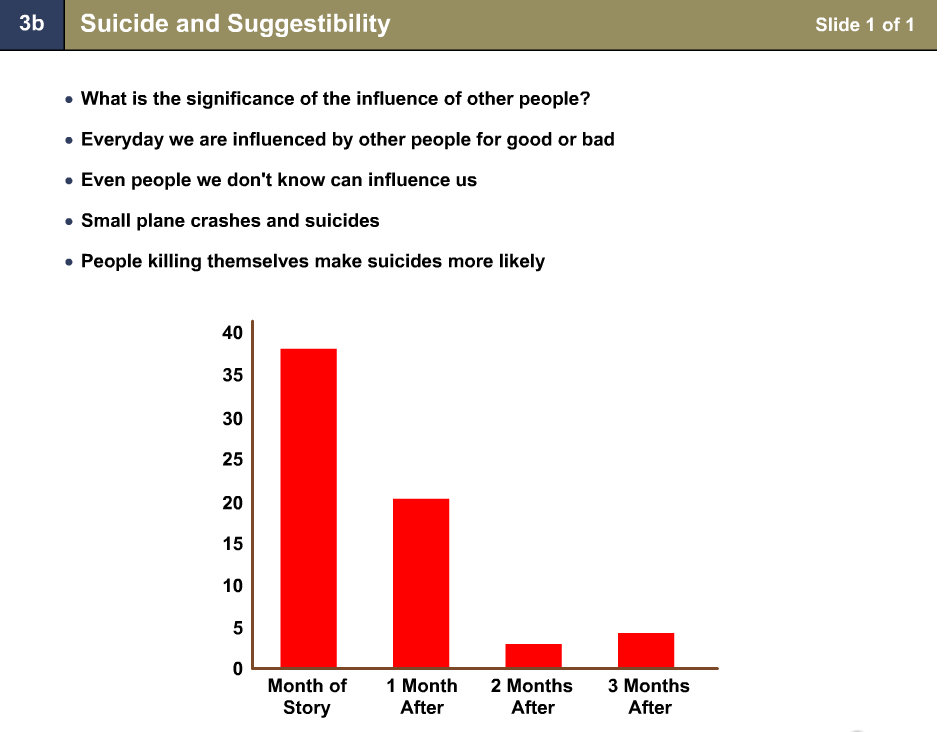 3b
Suicide and Suggestibility
Slide 1 of 1
• What is the significance of the influence of other people?
• Everyday we are influenced by other people for good or bad
• Even people we don't know can influence us
• Small plane crashes and suicides
• People killing themselves make suicides more likely
40
35
30
25
20
15
10
5
0
Month of
Story
1 Month
After
2 Months
After
3 Months
After